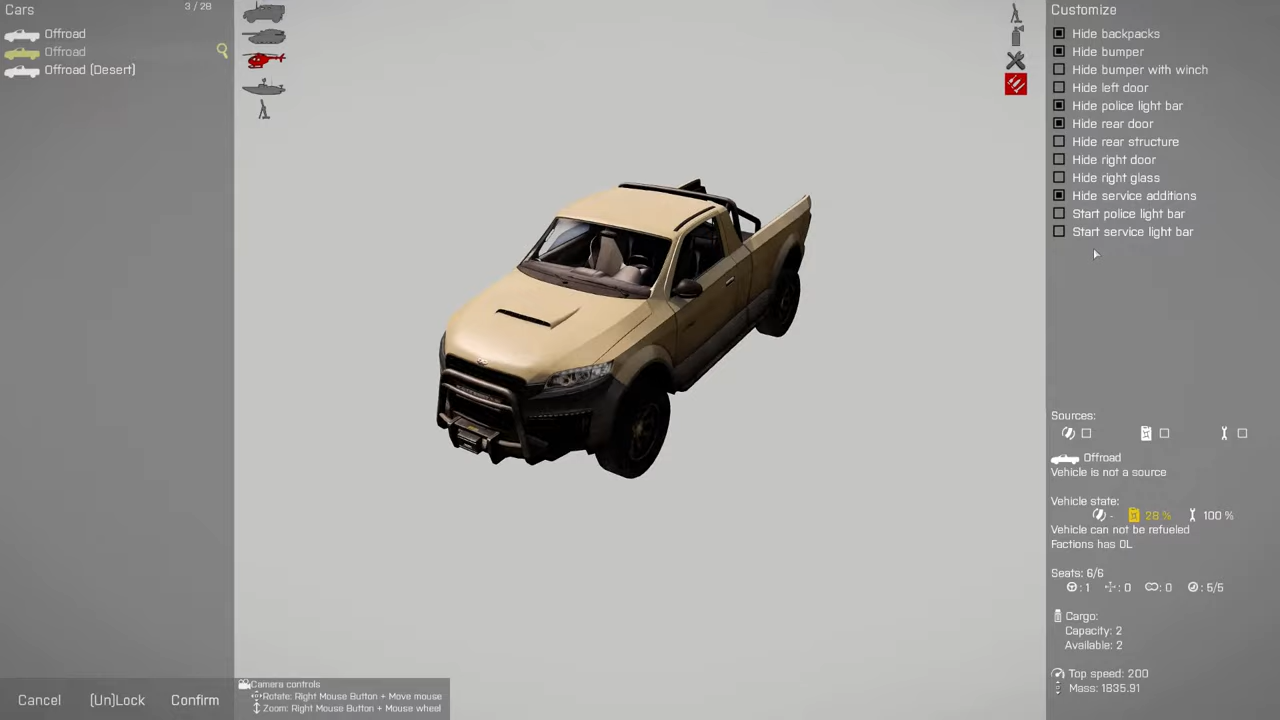 Cars
3 / 28
Offroad
Offroad
Offroad (Desert)
Customize
Hide backpacks
Hide bumper
Hide bumper with winch
Hide left door
Hide police light bar
Hide rear door
Hide rear structure
Hide right door
Hide right glass
Hide service additions
Start police light bar
Start service light bar
Sources:
Offroad
Vehicle is not a source
Vehicle state:
- 28 % 100 %
Vehicle can not be refueled
Factions has 0L
Seats: 6/6
: 1 : 0 : 0 : 5/5
Cargo:
Capacity: 2
Available: 2
Top speed: 200
Mass: 1835.91
Cancel (Un)Lock Confirm
Camera controls
Rotate: Right Mouse Button + Move mouse
Zoom: Right Mouse Button + Mouse wheel